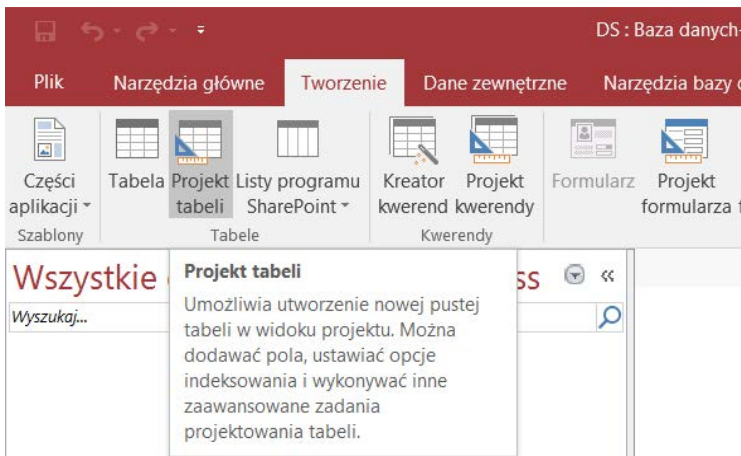 DS : Baza danych-
Plik Narzędzia główne Tworzenie Dane zewnętrzne Narzędzia bazy
Części aplikacji
Tabela
Projekt tabeli
Listy programu SharePoint
Kreator kwerend
Projekt kwerendy
Formularz
Projekt formularza
Szablony Tabele Kwerendy
Wszystkie
ss
Wyszukaj...
Projekt tabeli
Umożliwia utworzenie nowej pustej
tabeli w widoku projektu. Można
dodawać pola, ustawiać opcje
indeksowania i wykonywać inne
zaawansowane zadania
projektowania tabeli.